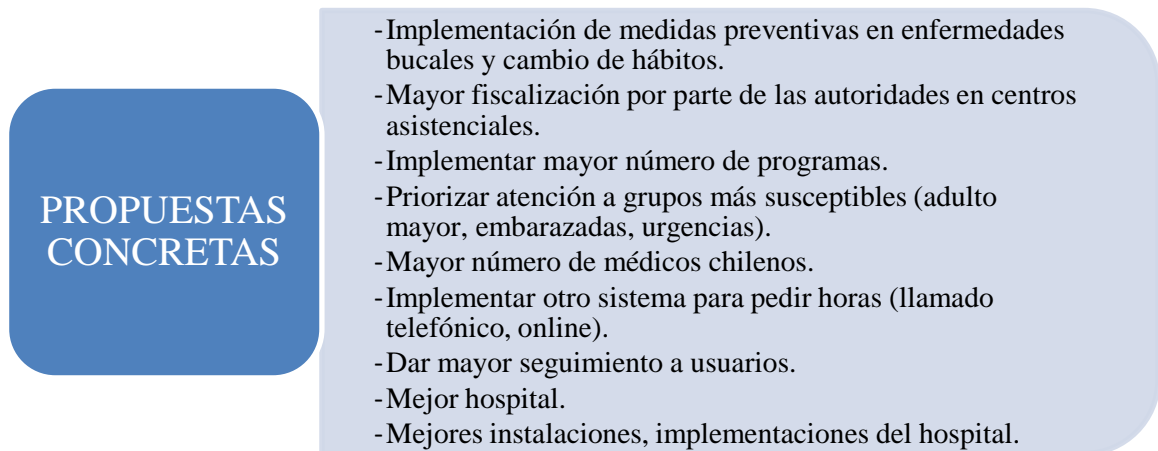 PROPUESTAS
CONCRETAS
-Implementación de medidas preventivas en enfermedades
bucales y cambio de hábitos.
-Mayor fiscalización por parte de las autoridades en centros
asistenciales.
-Implementar mayor número de programas.
-Priorizar atención a grupos más susceptibles (adulto
mayor, embarazadas, urgencias).
-Mayor número de médicos chilenos.
-Implementar otro sistema para pedir horas (llamado
telefónico, online).
-Dar mayor seguimiento a usuarios.
-Mejor hospital.
-Mejores instalaciones, implementaciones del hospital.